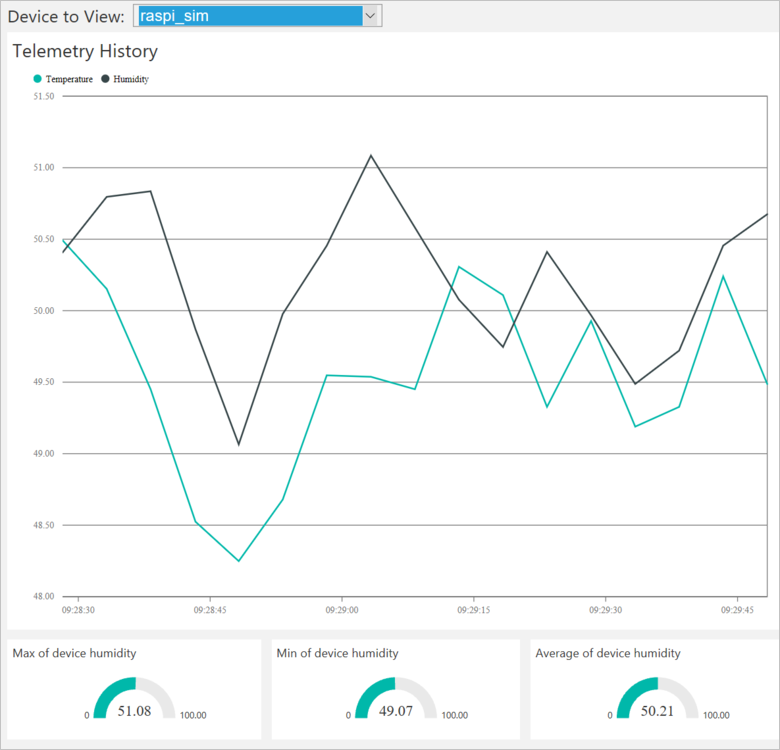 Device to View: raspi_sim
Telemetry History
Temperature Humidity
51.50
51.00
50.50
50.00
49.50
49.00
48.50
48.00
09:28:30 09:28:45 09:29:00 09:29:15 09:29:30 09:29:45
Max of device humidity Min of device humidity Average of device humidity
0 51.08 100.00 0 49.07 100.00 0 50.21 100.00